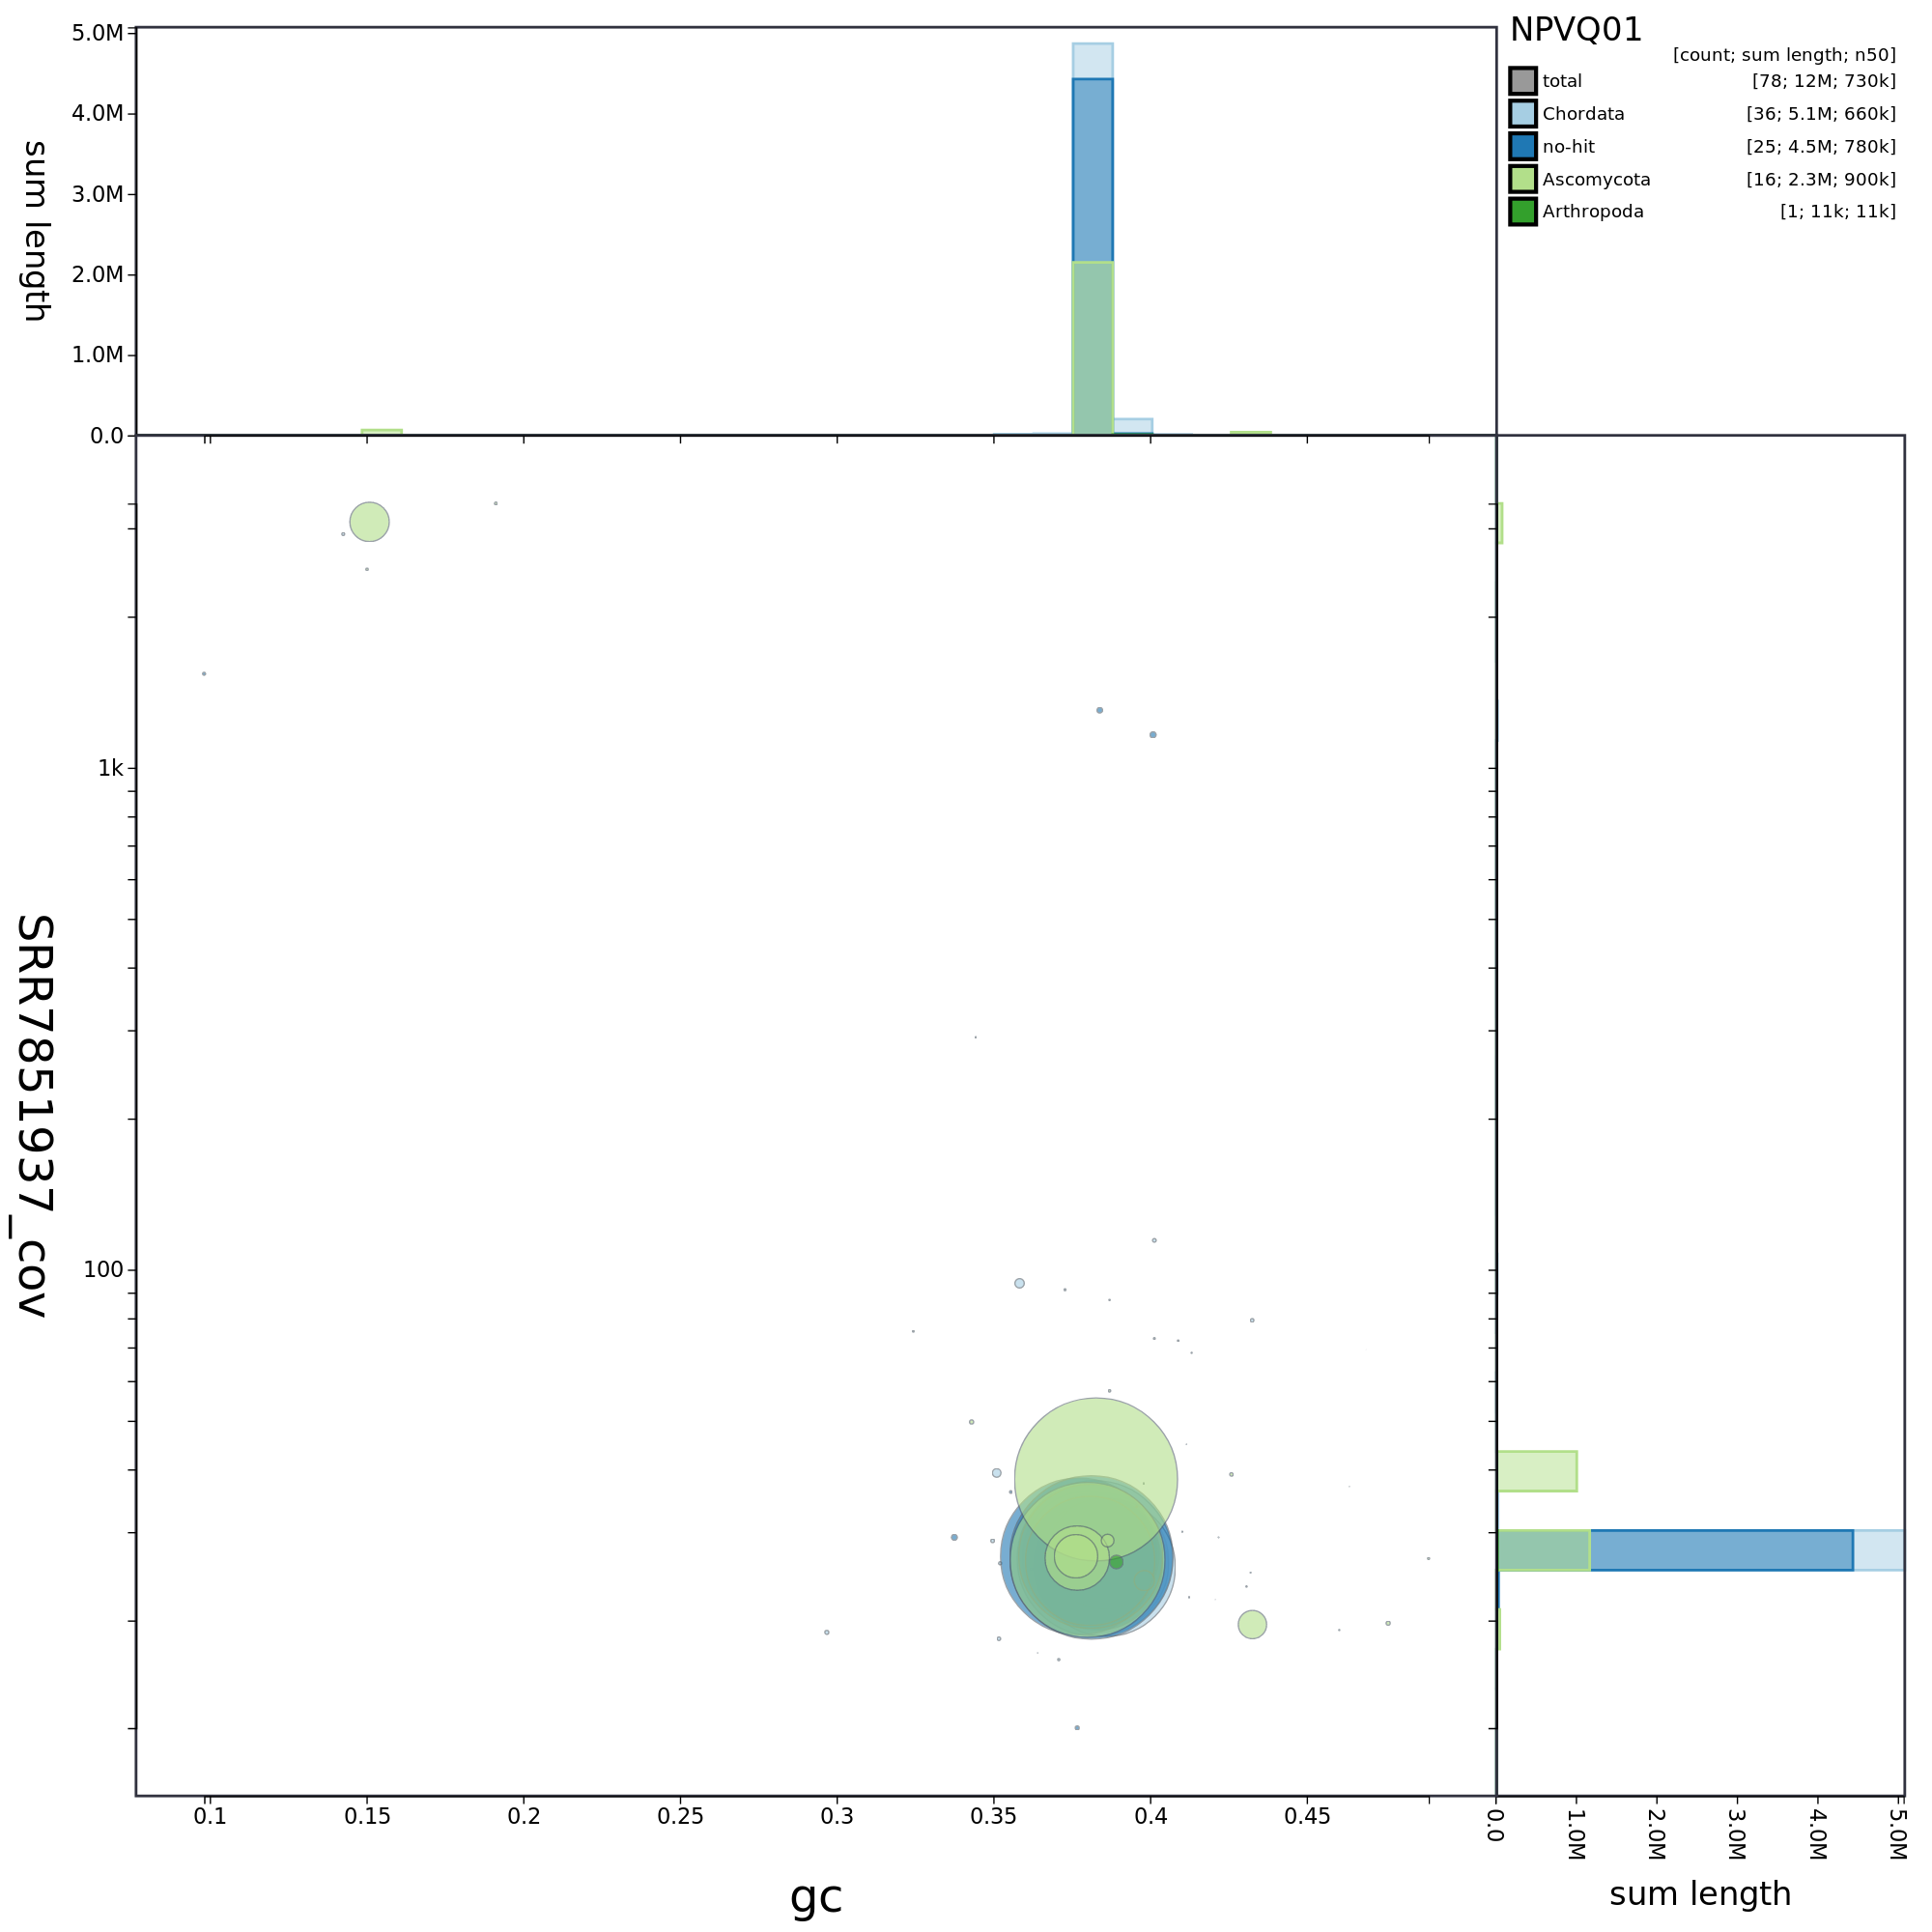 NPVQ01
[count; sum length; n50]
total [78; 12M; 730k]
Chordata [36; 5.1M; 660k]
no-hit [25; 4.5M; 780k]
Ascomycota [16; 2.3M; 900k]
Arthropoda [1; 11k; 11k]
sum length
5.0M
4.0M
3.0M
2.0M
1.0M
0.0
SRR7851937_cov
1k
100
0.1 0.15 0.2 0.25 0.3 0.35 0.4 0.45
gc
0.0 1.0M 2.0M 3.0M 4.0M 5.0M
sum length